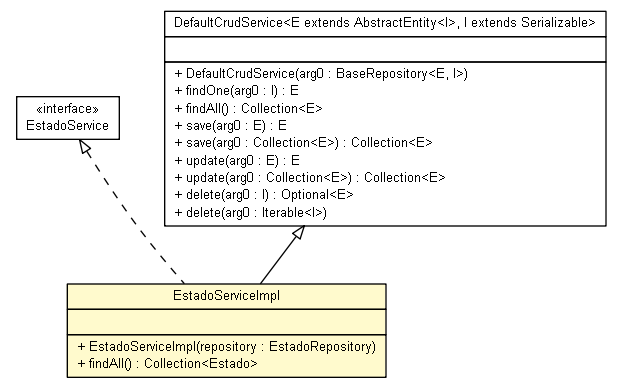 DefaultCrudService<E extends AbstractEntity<I>, I extends Serializable>
+ DefaultCrudService(arg0 : BaseRepository<E, I>)
+ findOne(arg0 : I) : E
+ findAll() : Collection<E>
+ save(arg0 : E) : E
+ save(arg0 : Collection<E>) : Collection<E>
+ update(arg0 : E) : E
+ update(arg0 : Collection<E>) : Collection<E>
+ delete(arg0 : I) : Optional<E>
+ delete(arg0 : Iterable<I>)
«interface»
EstadoService
EstadoServiceImpl
+ EstadoServiceImpl(repository : EstadoRepository)
+ findAll() : Collection<Estado>